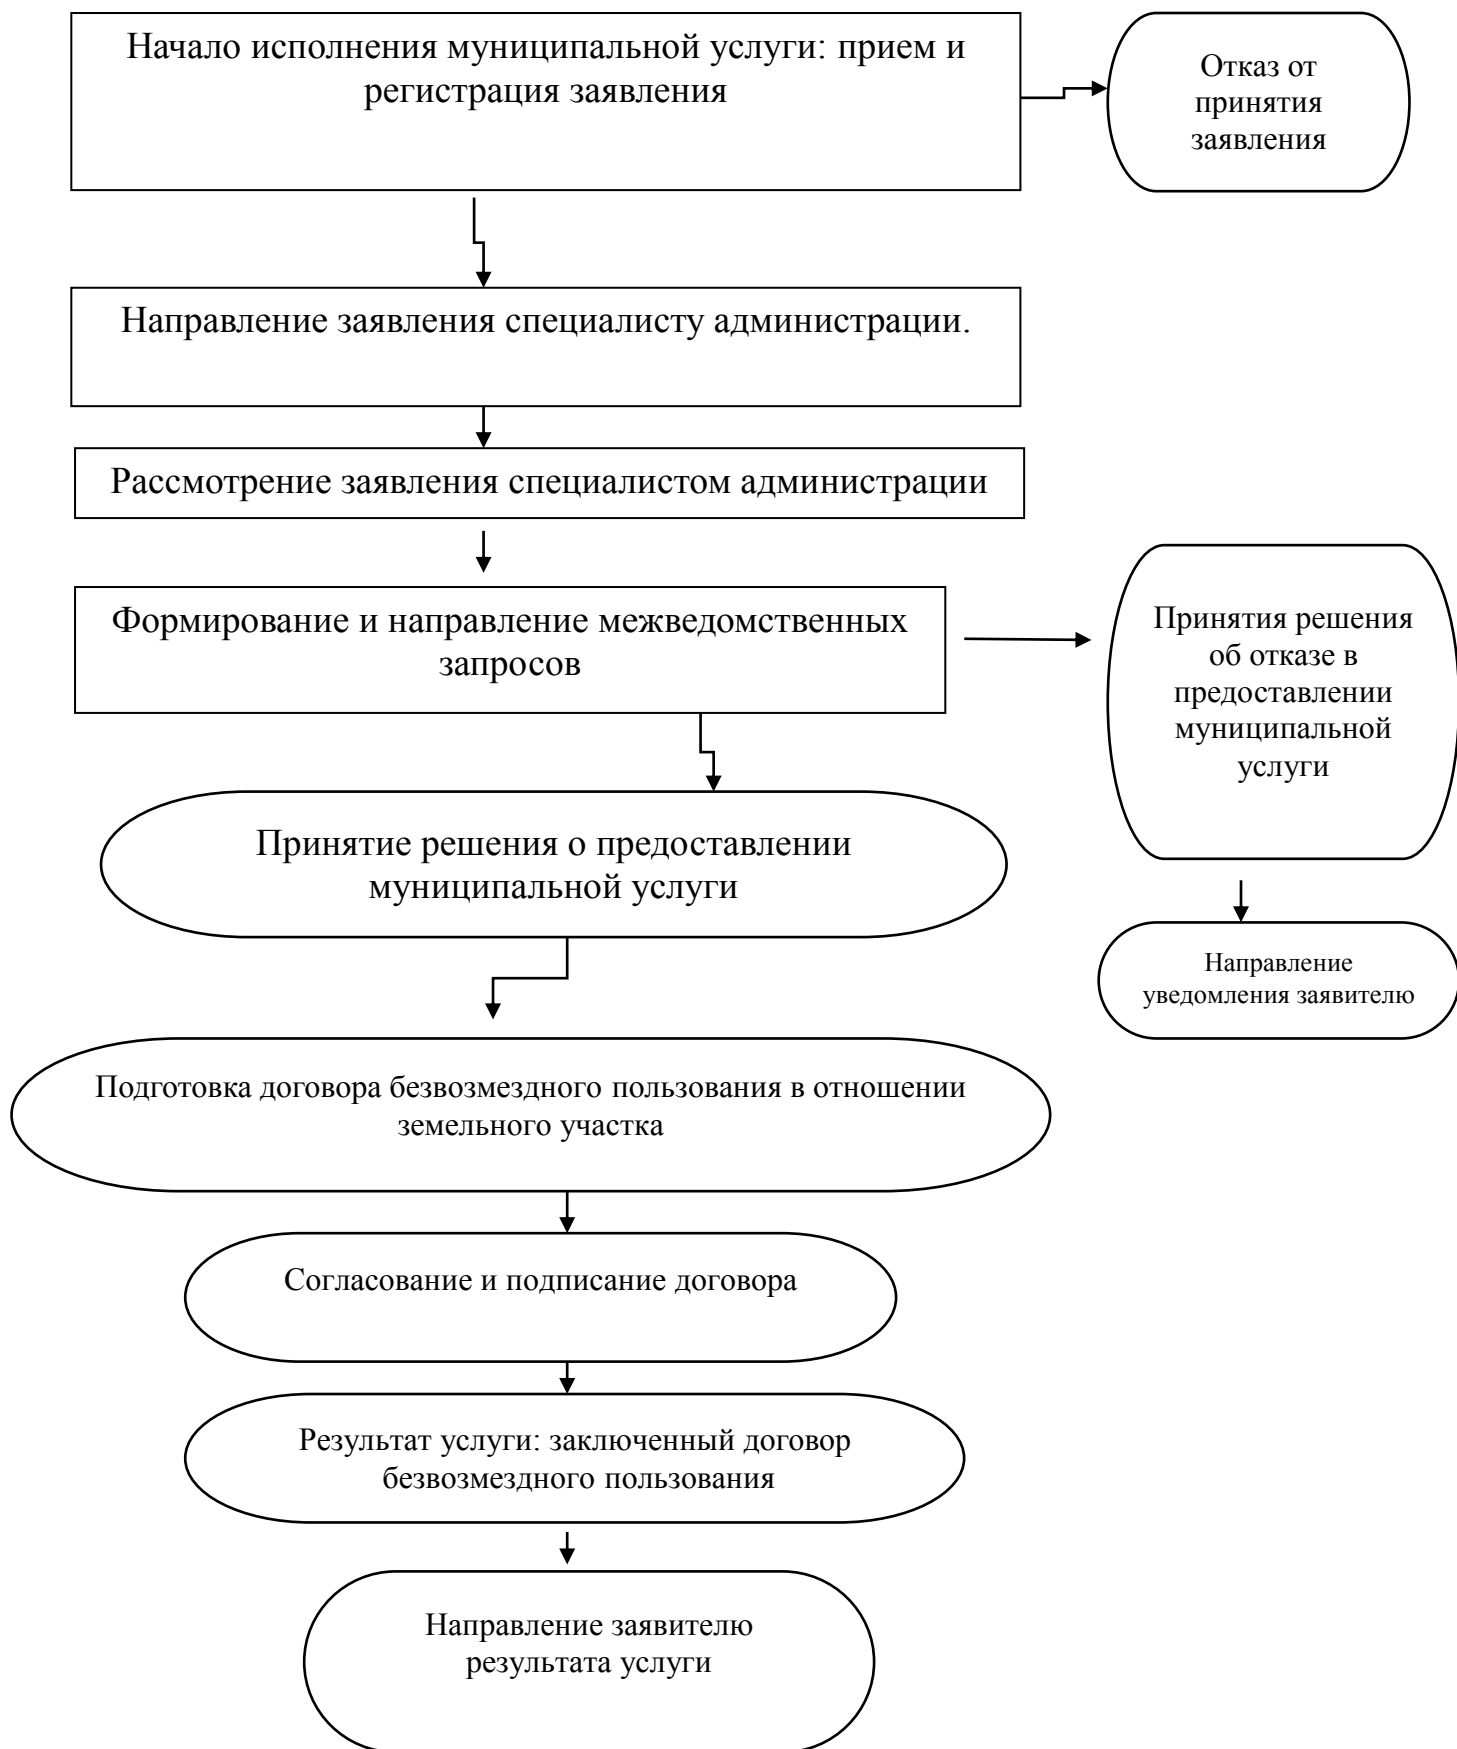 Начало исполнения муниципальной услуги: прием и
регистрация заявления
Отказ от
принятия
заявления
Направление заявления специалисту администрации.
Рассмотрение заявления специалистом администрации
Формирование и направление межведомственных
запросов
Принятия решения
об отказе в
предоставлении
муниципальной
услуги
Принятие решения о предоставлении
муниципальной услуги
Направление
уведомления заявителю
Подготовка договора безвозмездного пользования в отношении
земельного участка
Согласование и подписание договора
Результат услуги: заключенный договор
безвозмездного пользования
Направление заявителю
результата услуги